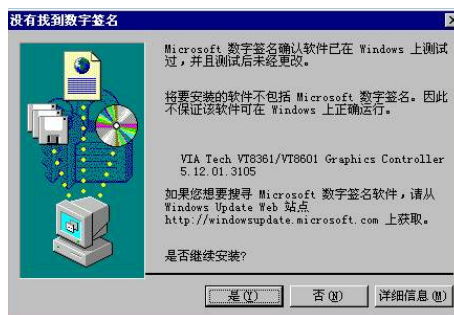 没有找到数字签名
Microsoft 数字签名确认软件已在 Windows 上测试
过，并且测试后未经更改。
将要安装的软件不包括 Microsoft 数字签名。因此
不保证该软件可在 Windows 上正确运行。
VIA Tech VT8361/VT8601 Graphics Controller
5.12.01.3105
如果您想要搜寻 Microsoft 数字签名软件，请从
Windows Update Web 站点
http://windowsupdate.microsoft.com 上获取。
是否继续安装?
是(Y) 否(N) 详细信息(M)